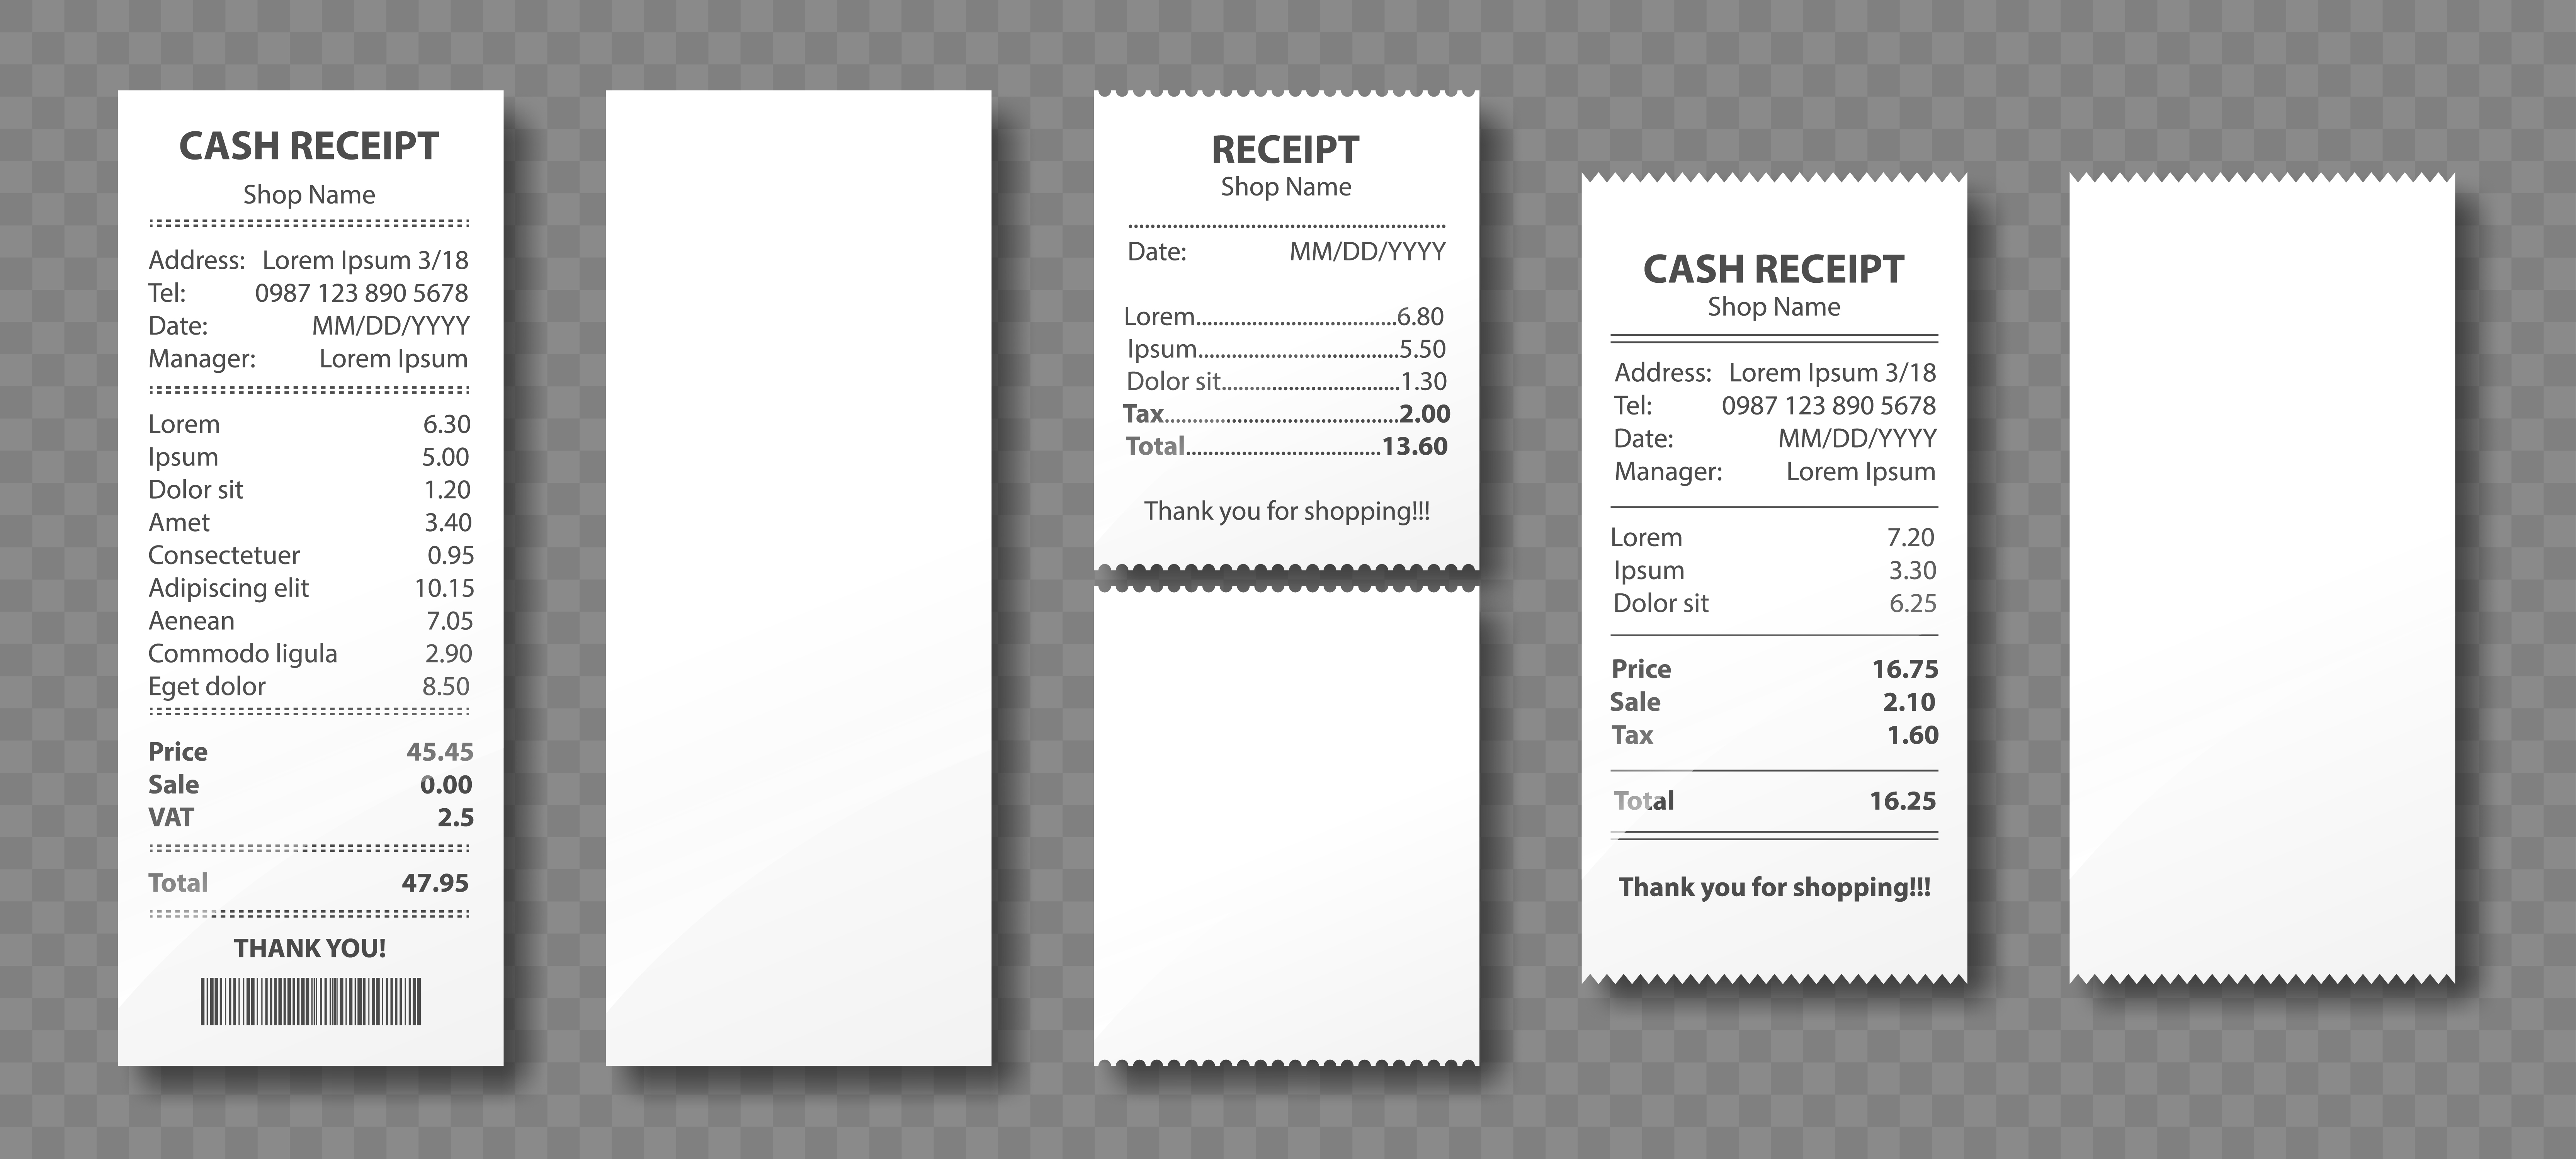 CASH RECEIPT
Shop Name
Address: Lorem Ipsum 3/18
Tel: 0987 123 890 5678
Date: MM/DD/YYYY
Manager: Lorem Ipsum
Lorem 6.30
Ipsum 5.00
Dolor sit 1.20
Amet 3.40
Consectetuer 0.95
Adipiscing elit 10.15
Aenean 7.05
Commodo ligula 2.90
Eget dolor 8.50
Price 45.45
Sale 0.00
VAT 2.5
Total 47.95
THANK YOU!
RECEIPT
Shop Name
Date: MM/DD/YYYY
Lorem....................................6.80
Ipsum....................................5.50
Dolor sit................................1.30
Tax..........................................2.00
Total...................................13.60
Thank you for shopping!!!
CASH RECEIPT
Shop Name
Address: Lorem Ipsum 3/18
Tel: 0987 123 890 5678
Date: MM/DD/YYYY
Manager: Lorem Ipsum
Lorem 7.20
Ipsum 3.30
Dolor sit 6.25
Price 16.75
Sale 2.10
Tax 1.60
Total 16.25
Thank you for shopping!!!